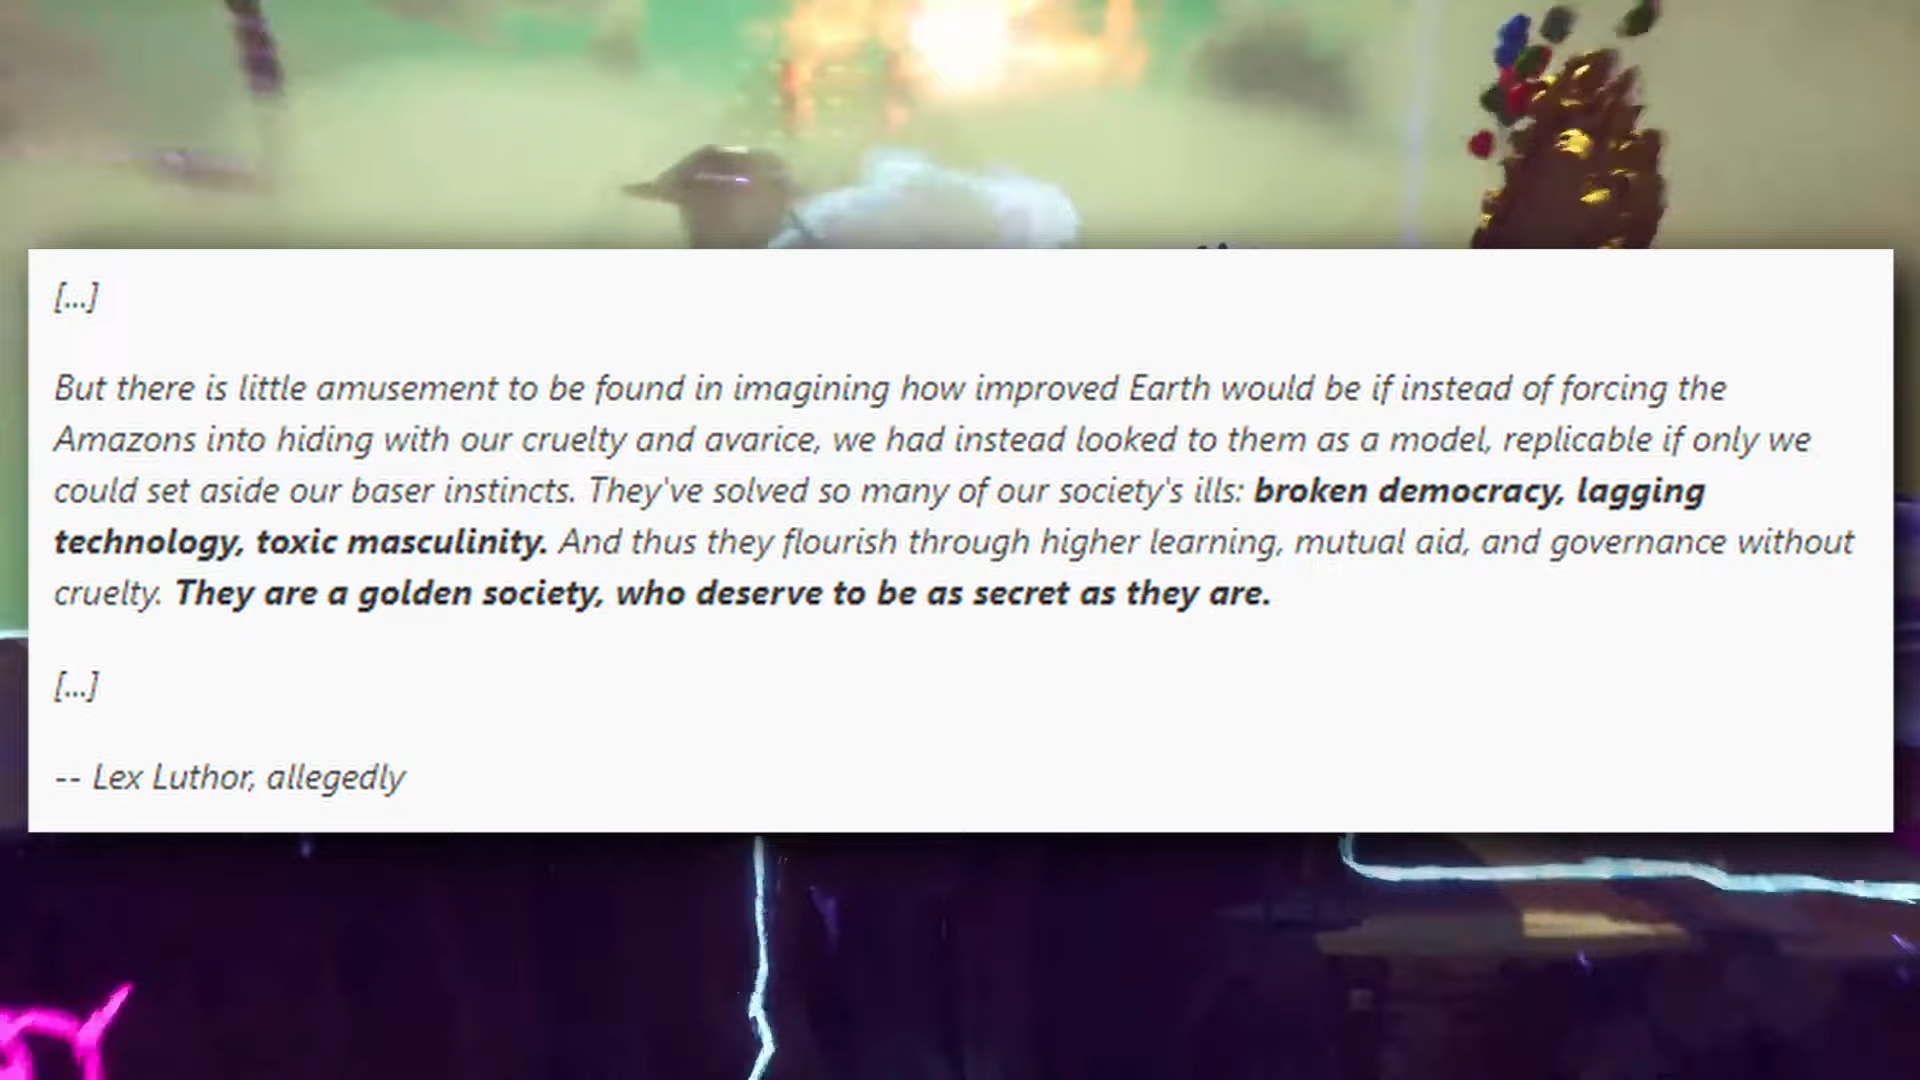 [...]
But there is little amusement to be found in imagining how improved Earth would be if instead of forcing the
Amazons into hiding with our cruelty and avarice, we had instead looked to them as a model, replicable if only we
could set aside our baser instincts. They've solved so many of our society's ills: broken democracy, lagging
technology, toxic masculinity. And thus they flourish through higher learning, mutual aid, and governance without
cruelty. They are a golden society, who deserve to be as secret as they are.
[...]
-- Lex Luthor, allegedly